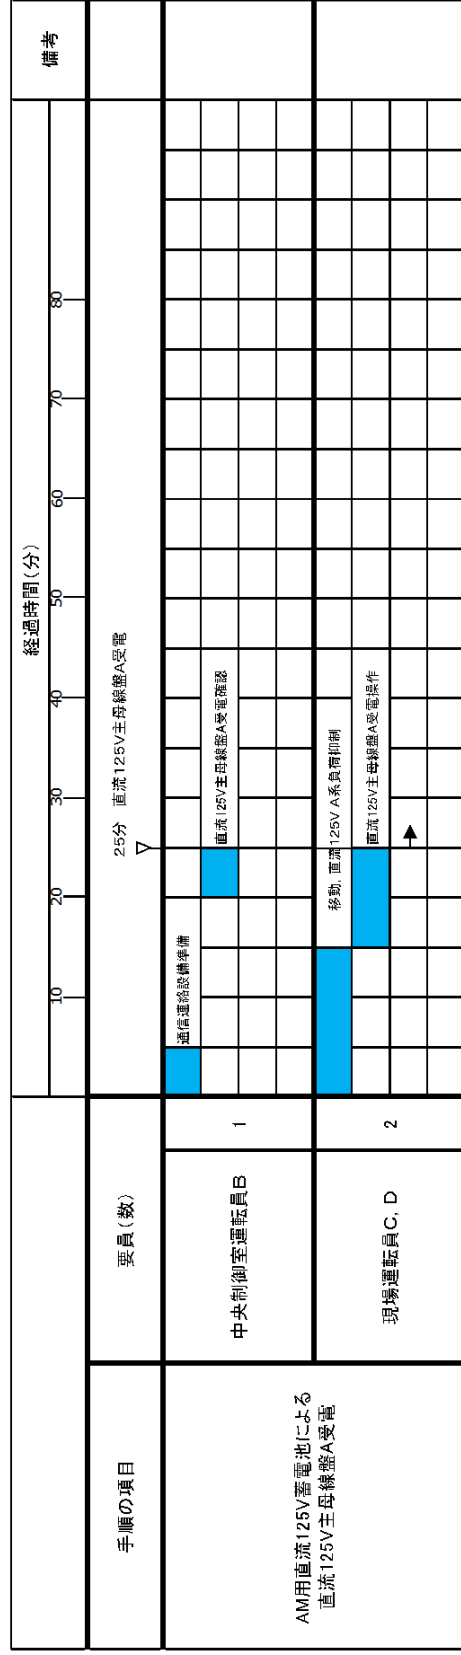 経過時間(分)
備考
10
20
30
40
50
60
70
80
手順の項目
要員(数)
25分 直流125V主母線盤A受電
AM用直流125V蓄電池による
直流125V主母線盤A受電
中央制御室運転員B
1
通信連絡設備準備
直流125V主母線盤A受電確認
現場運転員C, D
2
移動, 直流125V A系負荷抑制
直流125V主母線盤A受電操作